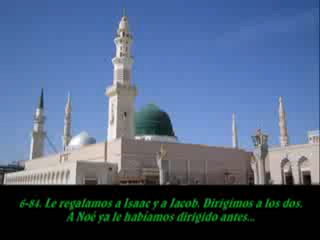 6-84. Le regalamos a Isaac y a Jacob. Dirigimos a los dos.
A Noé ya le habíamos dirigido antes...